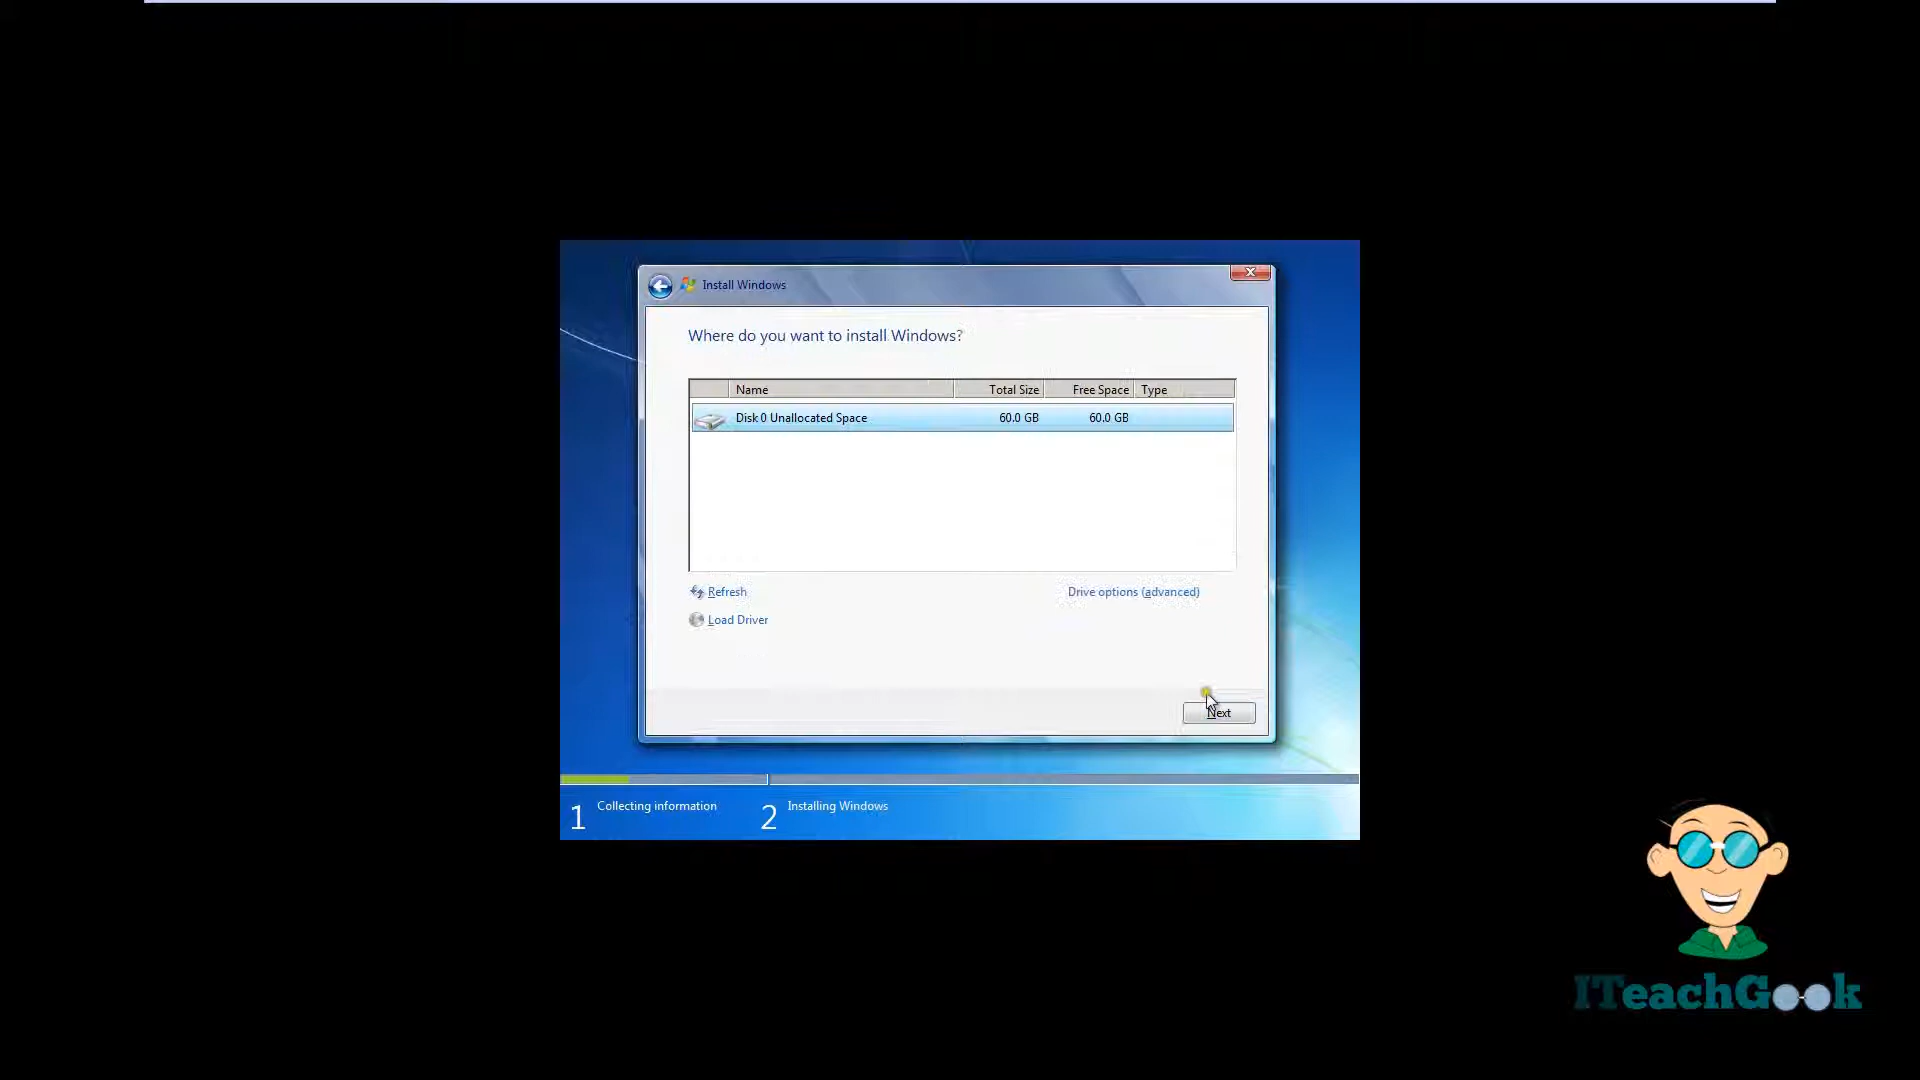 Install Windows
Where do you want to install Windows?
Name Total Size Free Space Type
Disk 0 Unallocated Space 60.0 GB 60.0 GB
Refresh Drive options (advanced)
Load Driver
Next
1 Collecting information 2 Installing Windows
ITeachGook